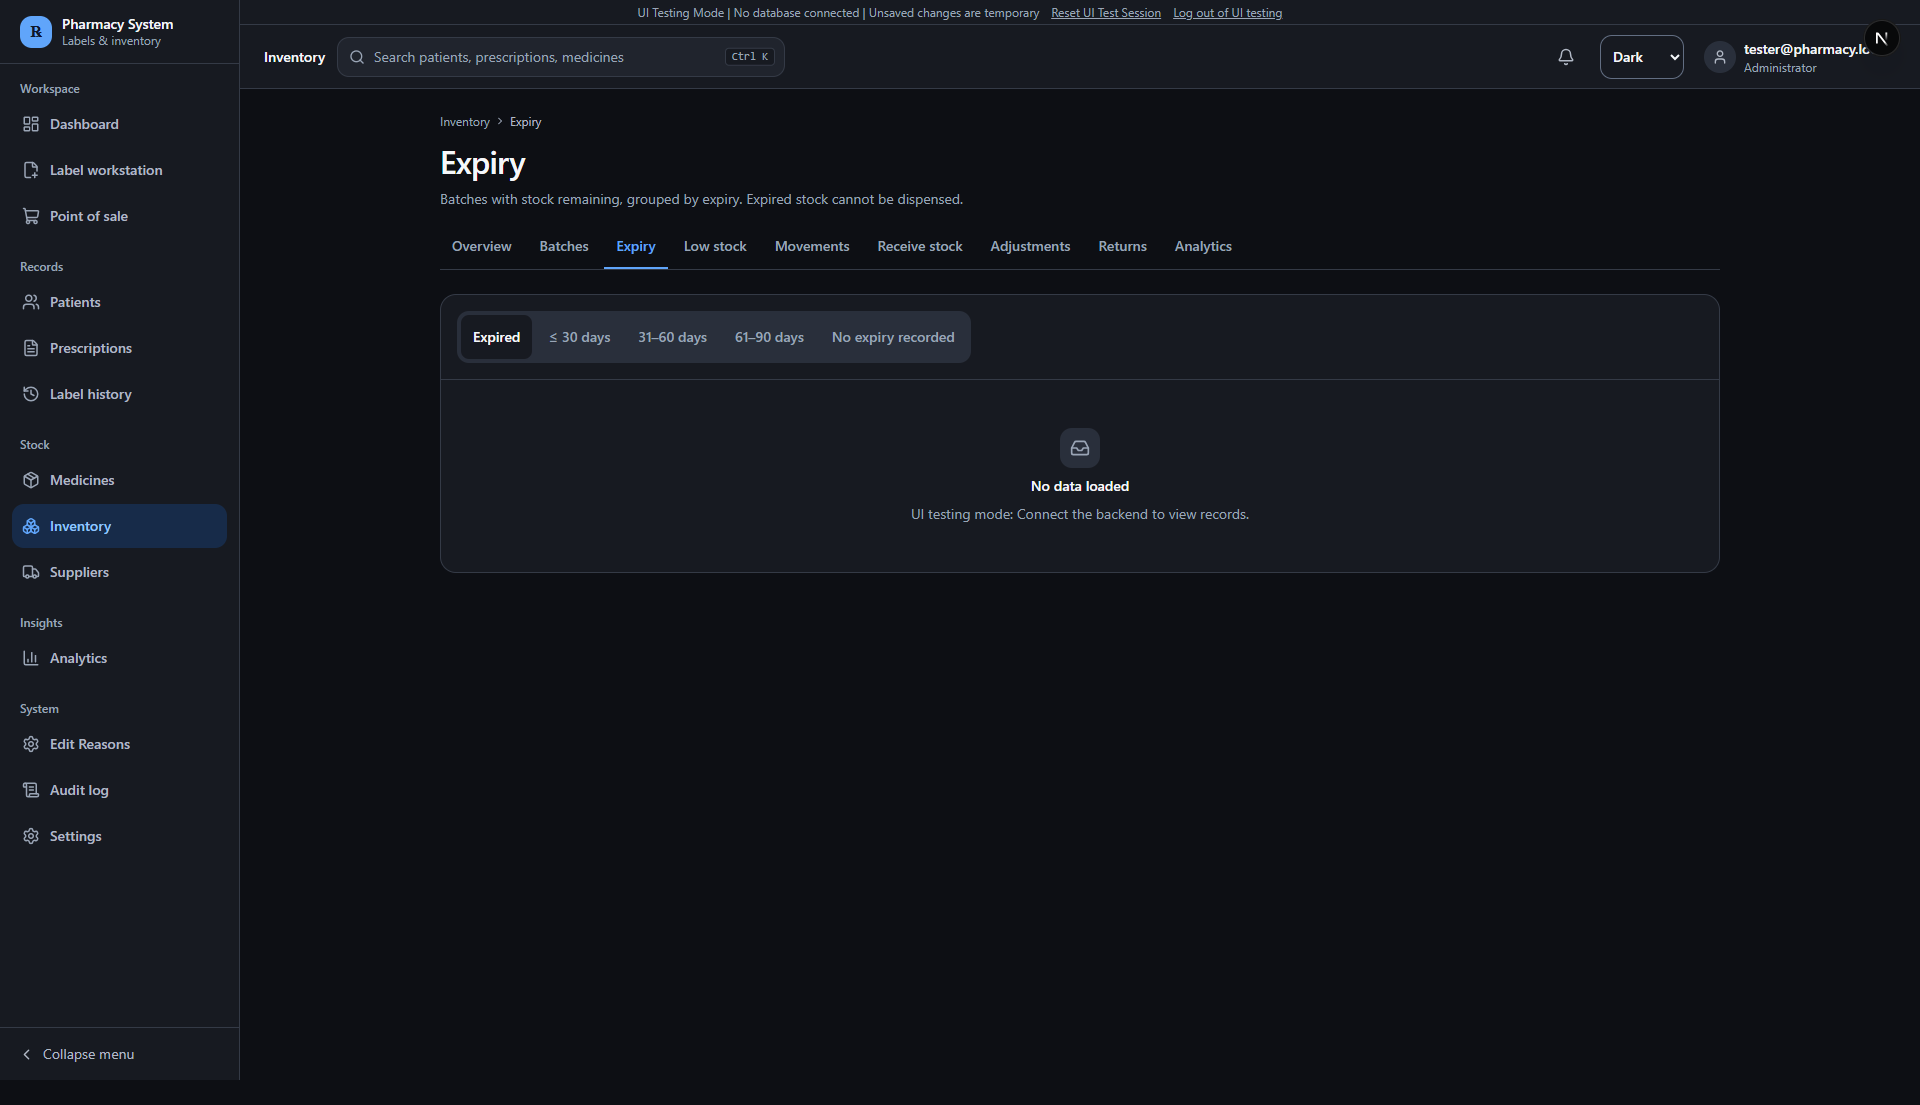 UI Testing Mode | No database connected | Unsaved changes are temporary Reset UI Test Session Log out of UI testing
Pharmacy System
Labels & inventory
Workspace
Dashboard
Label workstation
Point of sale
Records
Patients
Prescriptions
Label history
Stock
Medicines
Inventory
Suppliers
Insights
Analytics
System
Edit Reasons
Audit log
Settings
Collapse menu
Inventory
Search patients, prescriptions, medicines
Ctrl K
Dark
tester@pharmacy.lo
Administrator
Inventory > Expiry
Expiry
Batches with stock remaining, grouped by expiry. Expired stock cannot be dispensed.
Overview Batches Expiry Low stock Movements Receive stock Adjustments Returns Analytics
Expired ≤ 30 days 31–60 days 61–90 days No expiry recorded
No data loaded
UI testing mode: Connect the backend to view records.